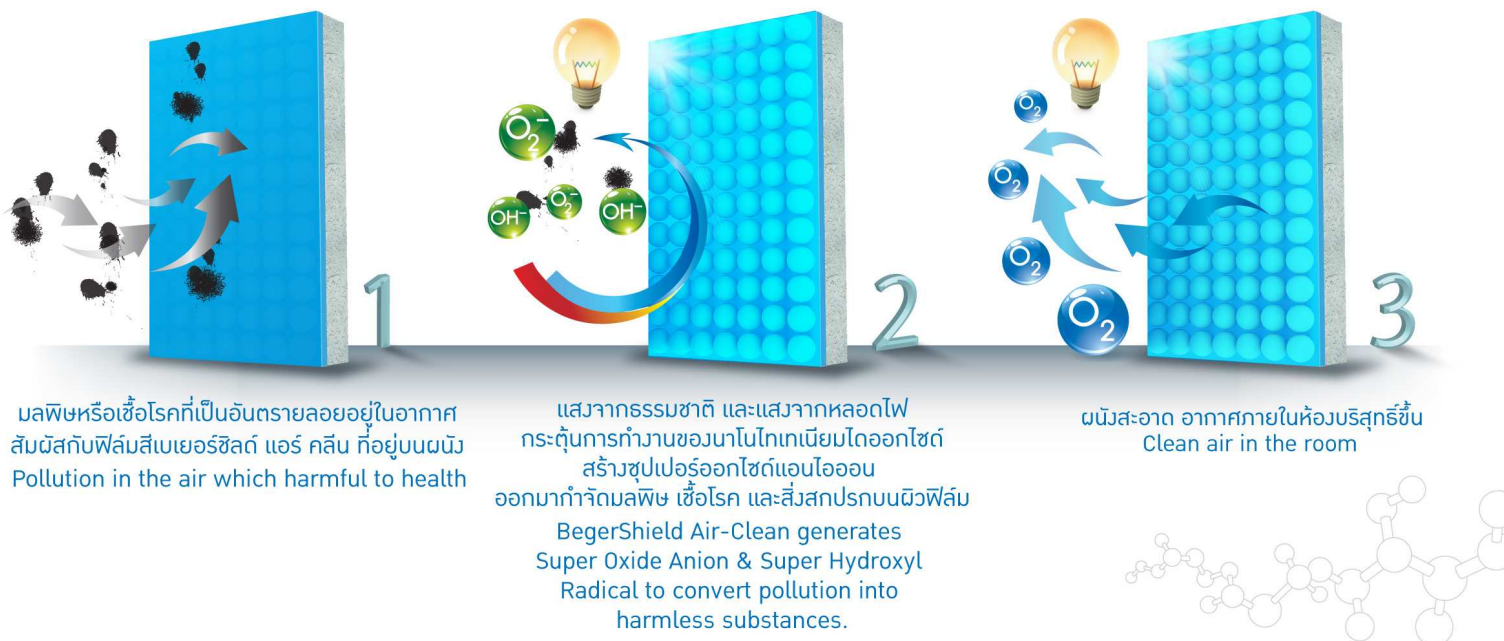 O₂⁻
OH⁻
O₂⁻
OH⁻
O₂
O₂
O₂
O₂
1
2
3
มลพิษหรือเชื้อโรคที่เป็นอันตรายลอยอยู่ในอากาศ
สัมผัสกับฟิล์มสีเบเยอร์ชิลด์ แอร์ คลีน ที่อยู่บนผนัง
Pollution in the air which harmful to health
แสงจากธรรมชาติ และแสงจากหลอดไฟ
กระตุ้นการทำงานของนาโนไทเทเนียมไดออกไซด์
สร้างซุปเปอร์ออกไซด์แอนไอออน
ออกมากำจัดมลพิษ เชื้อโรค และสิ่งสกปรกบนผิวฟิล์ม
BegerShield Air-Clean generates
Super Oxide Anion & Super Hydroxyl
Radical to convert pollution into
harmless substances.
ผนังสะอาด อากาศภายในห้องบริสุทธิ์ขึ้น
Clean air in the room